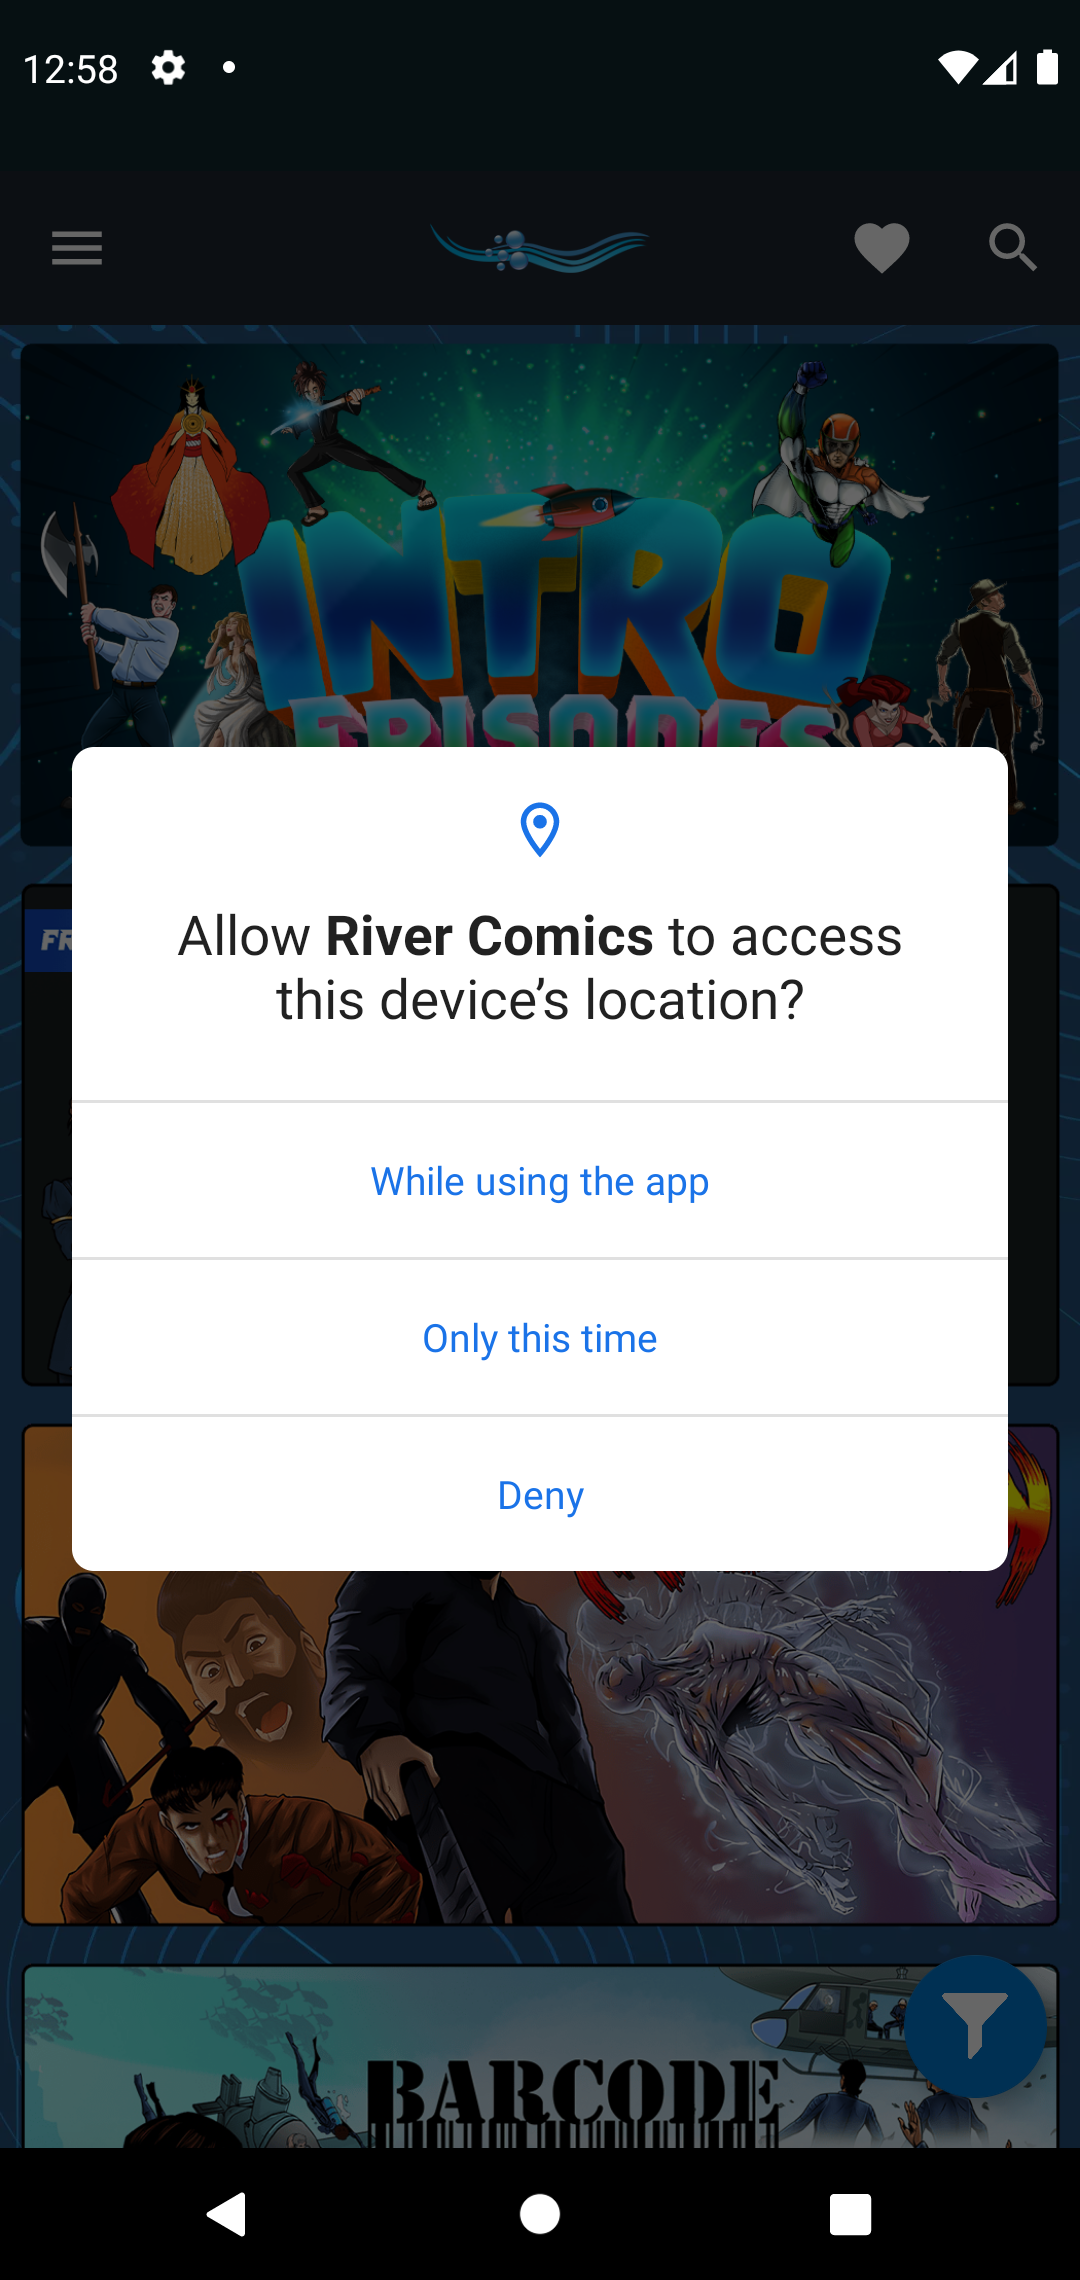 12:58
INTRO
EPISODES
FR
Allow River Comics to access
this device's location?
While using the app
Only this time
Deny
BARCODE